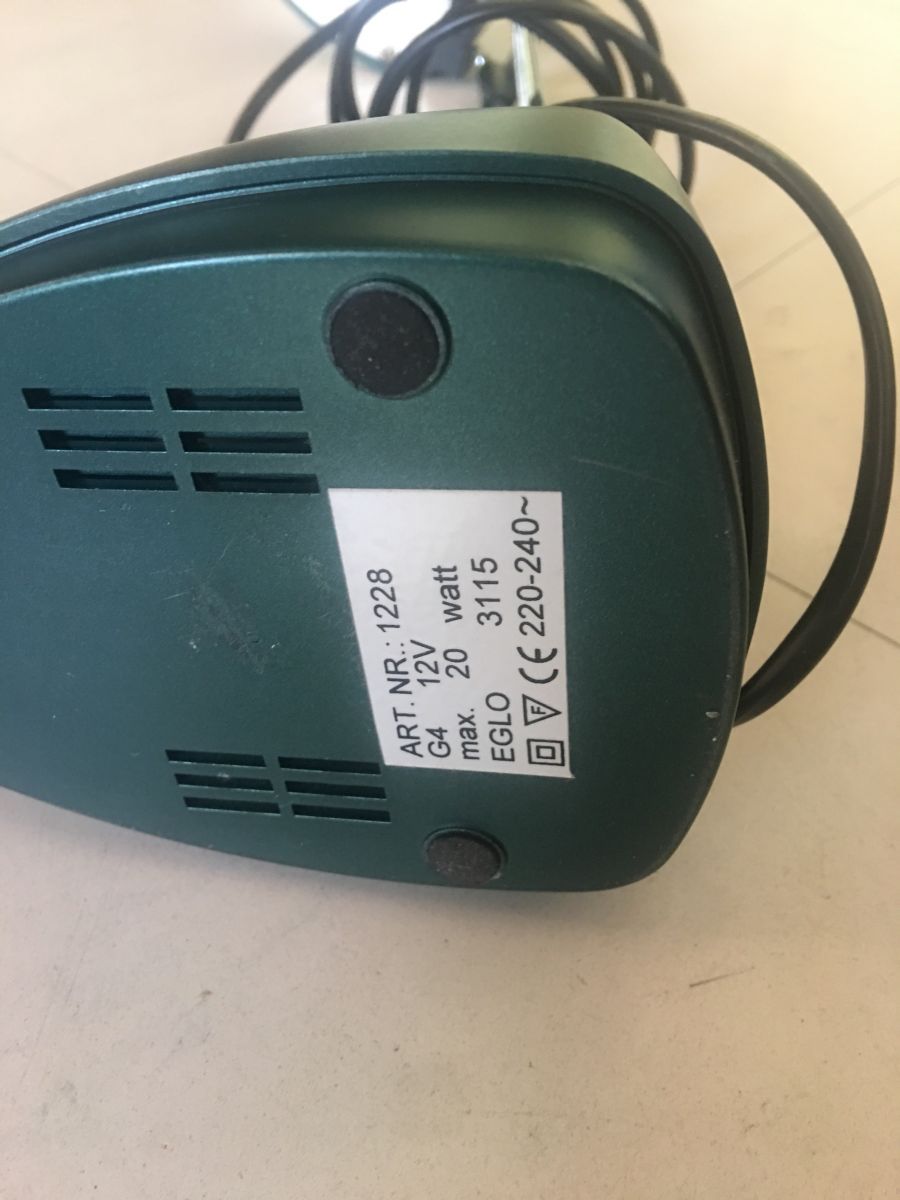 ART. NR.: 1228
G4 12V
max. 20 watt
EGLO 3115
F CE 220-240~